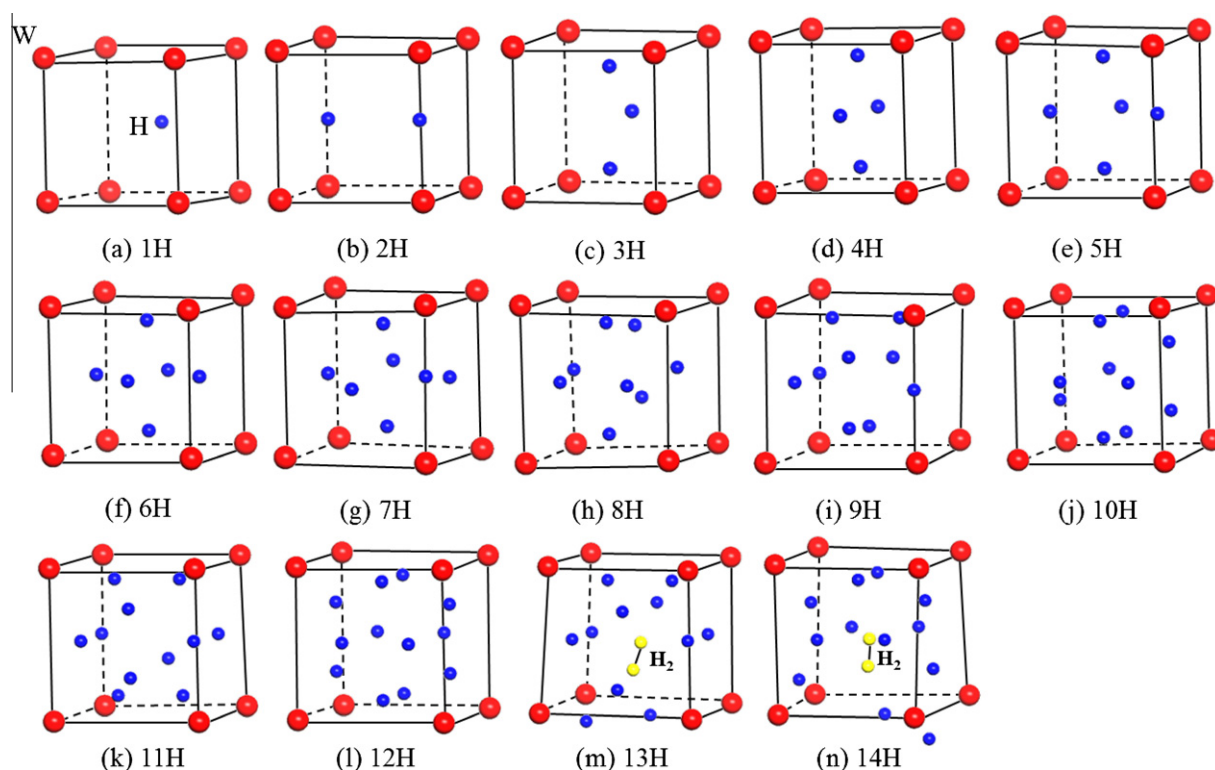 W
H
(a) 1H
(b) 2H
(c) 3H
(d) 4H
(e) 5H
(f) 6H
(g) 7H
(h) 8H
(i) 9H
(j) 10H
H₂
H₂
(k) 11H
(l) 12H
(m) 13H
(n) 14H